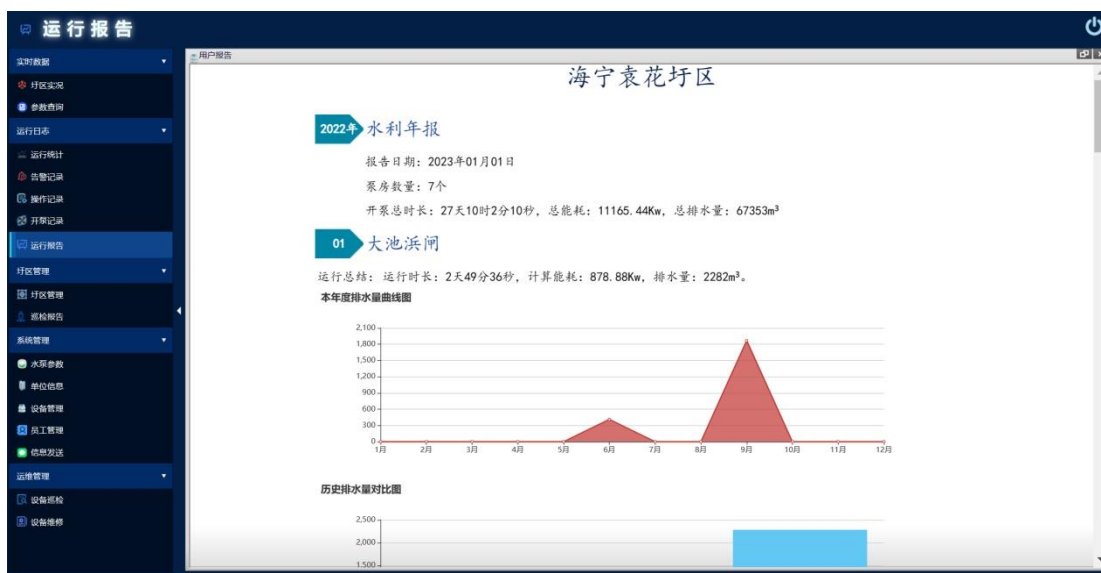 运行报告
实时数据
圩区实况
参数查询
运行日志
运行统计
告警记录
操作记录
开泵记录
运行报告
圩区管理
圩区管理
巡检报告
系统管理
水泵参数
单位信息
设备管理
员工管理
信息发送
运维管理
设备巡检
设备维修
用户报告
海宁袁花圩区
2022年 水利年报
报告日期：2023年01月01日
泵房数量：7个
开泵总时长：27天10时2分10秒，总能耗：11165.44Kw，总排水量：67353m³
01 大池浜闸
运行总结： 运行时长：2天49分36秒，计算能耗：878.88Kw，排水量：2282m³。
本年度排水量曲线图
2,100
1,800
1,500
1,200
900
600
300
0
1月 2月 3月 4月 5月 6月 7月 8月 9月 10月 11月 12月
历史排水量对比图
2,500
2,000
1,500